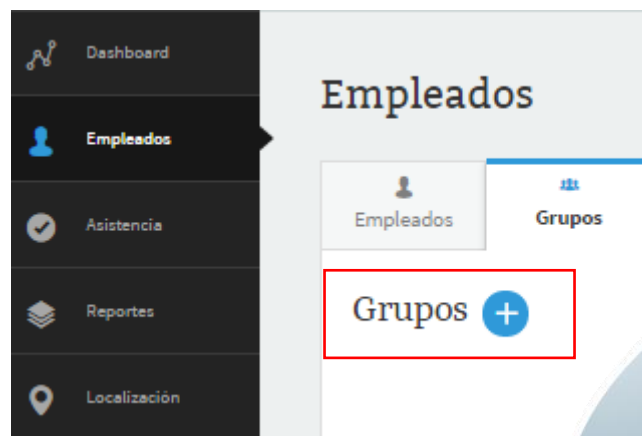 Dashboard
Empleados
Asistencia
Reportes
Localización
Empleados
Empleados
Grupos
Grupos